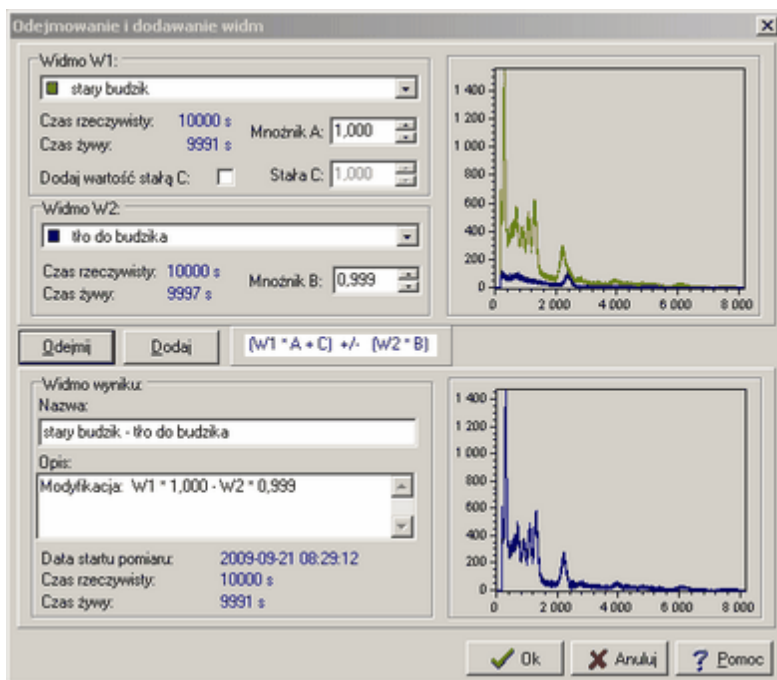 Odejmowanie i dodawanie widm
Widmo W1:
stary budzik
Czas rzeczywisty: 10000 s
Czas żywy: 9991 s
Mnożnik A: 1,000
Dodaj wartość stałą C:
Stała C: 1,000
Widmo W2:
tło do budzika
Czas rzeczywisty: 10000 s
Czas żywy: 9997 s
Mnożnik B: 0,999
1 400
1 200
1 000
800
600
400
200
0
0 2 000 4 000 6 000 8 000
Odejmij
Dodaj
(W1 * A + C) +/- (W2 * B)
Widmo wyniku:
Nazwa:
stary budzik - tło do budzika
Opis:
Modyfikacja: W1 * 1,000 - W2 * 0,999
Data startu pomiaru: 2009-09-21 08:29:12
Czas rzeczywisty: 10000 s
Czas żywy: 9991 s
1 400
1 200
1 000
800
600
400
200
0
0 2 000 4 000 6 000 8 000
Ok
Anuluj
Pomoc